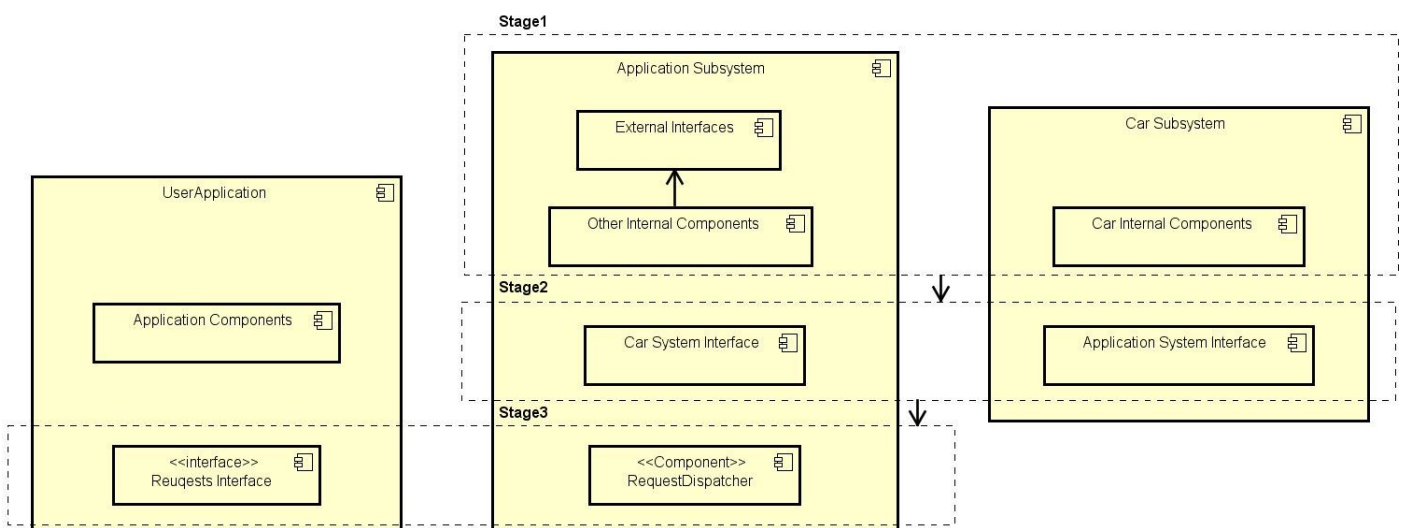 Stage1
Application Subsystem
External Interfaces
Car Subsystem
UserApplication
Other Internal Components
Car Internal Components
Stage2
Application Components
Car System Interface
Application System Interface
Stage3
<<interface>>
Reuqests Interface
<<Component>>
RequestDispatcher